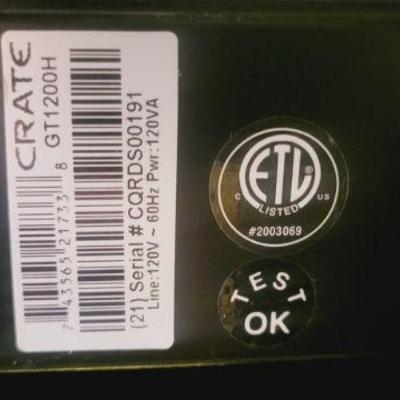 CRATE
GT1200H
7 43565 21733 8
(21) Serial # CQRDS00191
Line:120V ~ 60Hz Pwr:120VA
ETL®
C US
LISTED
#2003069
TEST
OK